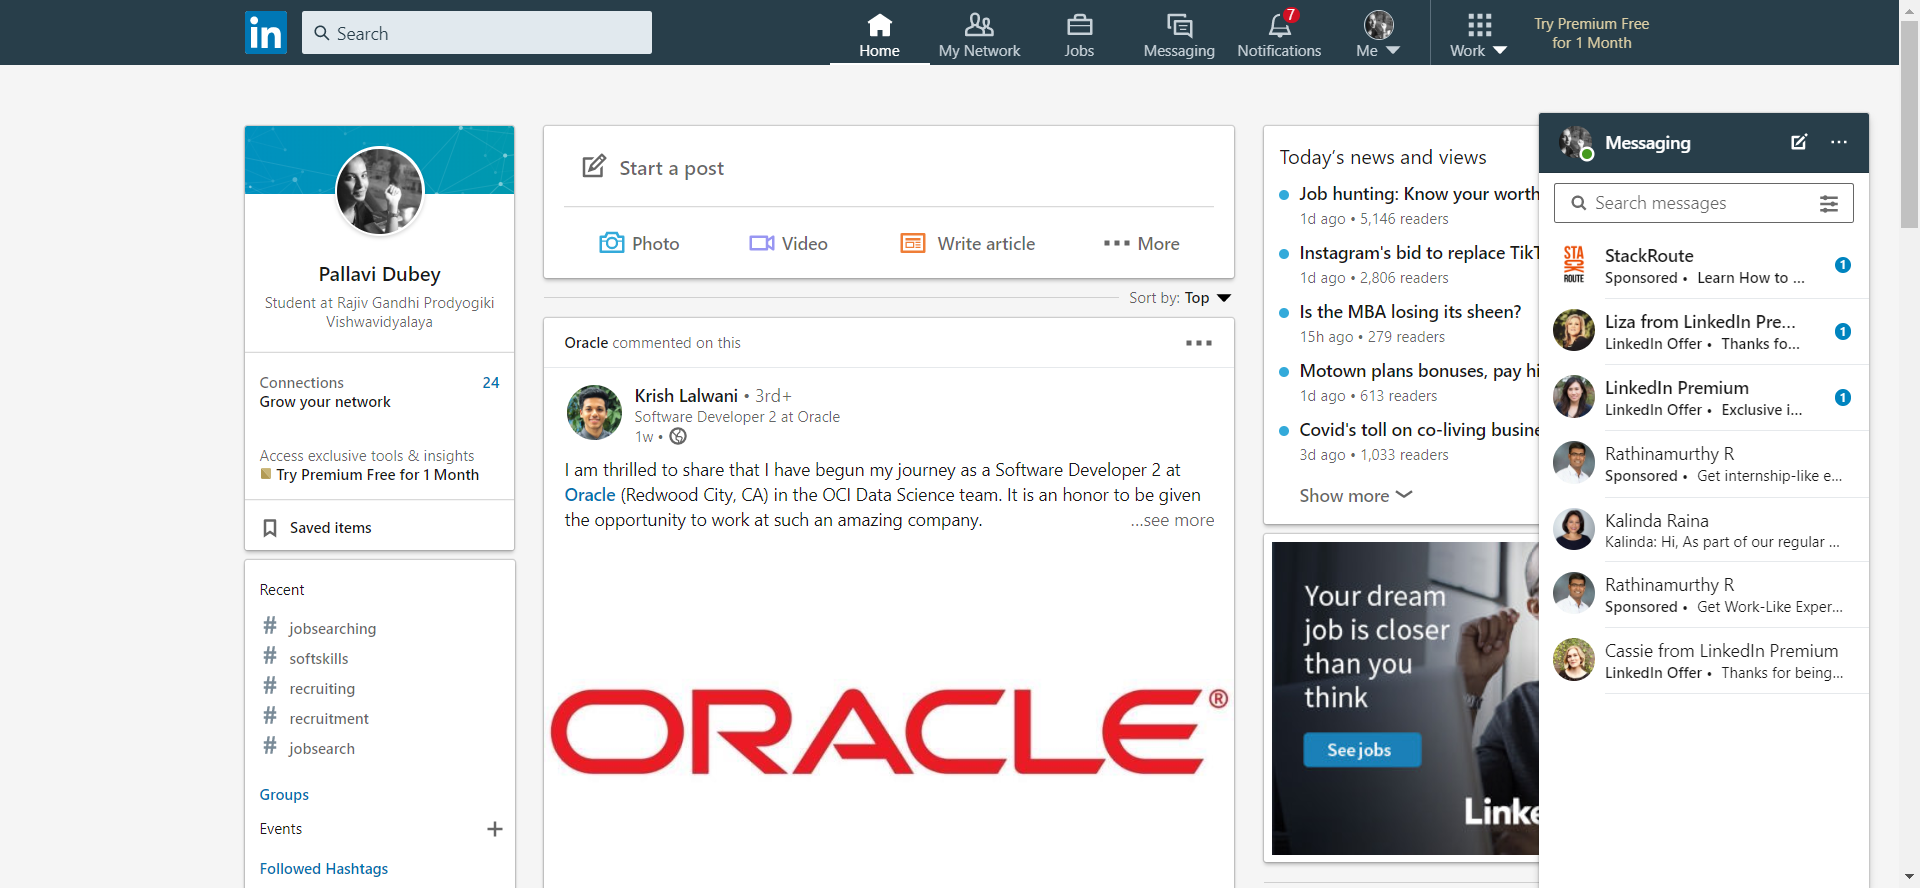 in
Search
Home
My Network
Jobs
Messaging
7
Notifications
Me
Work
Try Premium Free
for 1 Month
Pallavi Dubey
Student at Rajiv Gandhi Prodyogiki
Vishwavidyalaya
Connections 24
Grow your network
Access exclusive tools & insights
Try Premium Free for 1 Month
Saved items
Recent
# jobsearching
# softskills
# recruiting
# recruitment
# jobsearch
Groups
Events
Followed Hashtags
Start a post
Photo
Video
Write article
More
Sort by: Top
Oracle commented on this
Krish Lalwani • 3rd+
Software Developer 2 at Oracle
1w •
I am thrilled to share that I have begun my journey as a Software Developer 2 at
Oracle (Redwood City, CA) in the OCI Data Science team. It is an honor to be given
the opportunity to work at such an amazing company. ...see more
ORACLE®
Today's news and views
Job hunting: Know your worth
1d ago • 5,146 readers
Instagram's bid to replace TikT
1d ago • 2,806 readers
Is the MBA losing its sheen?
15h ago • 279 readers
Motown plans bonuses, pay hi
1d ago • 613 readers
Covid's toll on co-living busine
3d ago • 1,033 readers
Show more
Your dream
job is closer
than you
think
See jobs
Linke
Messaging
Search messages
STACK
ROUTE
StackRoute
Sponsored • Learn How to ...
1
Liza from LinkedIn Pre...
LinkedIn Offer • Thanks fo...
1
LinkedIn Premium
LinkedIn Offer • Exclusive i...
1
Rathinamurthy R
Sponsored • Get internship-like e...
Kalinda Raina
Kalinda: Hi, As part of our regular ...
Rathinamurthy R
Sponsored • Get Work-Like Exper...
Cassie from LinkedIn Premium
LinkedIn Offer • Thanks for being...